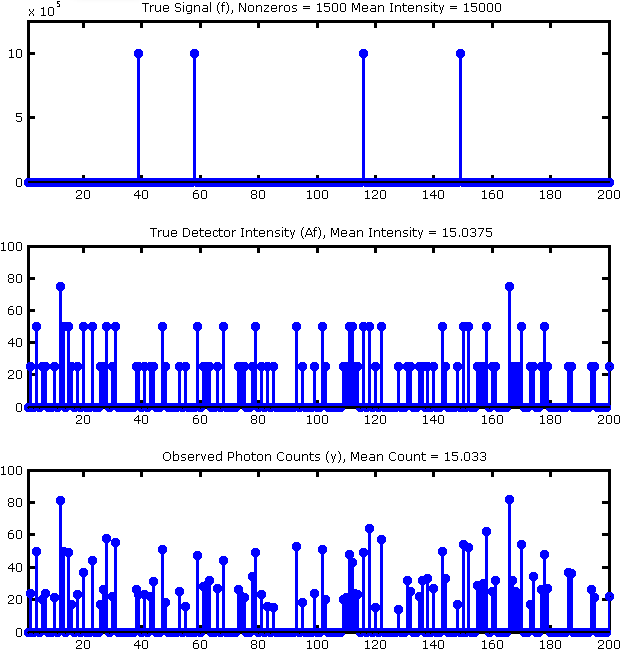 True Signal (f), Nonzeros = 1500 Mean Intensity = 15000
x 10⁵
10
5
0
20 40 60 80 100 120 140 160 180 200
True Detector Intensity (Af), Mean Intensity = 15.0375
100
80
60
40
20
0
20 40 60 80 100 120 140 160 180 200
Observed Photon Counts (y), Mean Count = 15.033
100
80
60
40
20
0
20 40 60 80 100 120 140 160 180 200